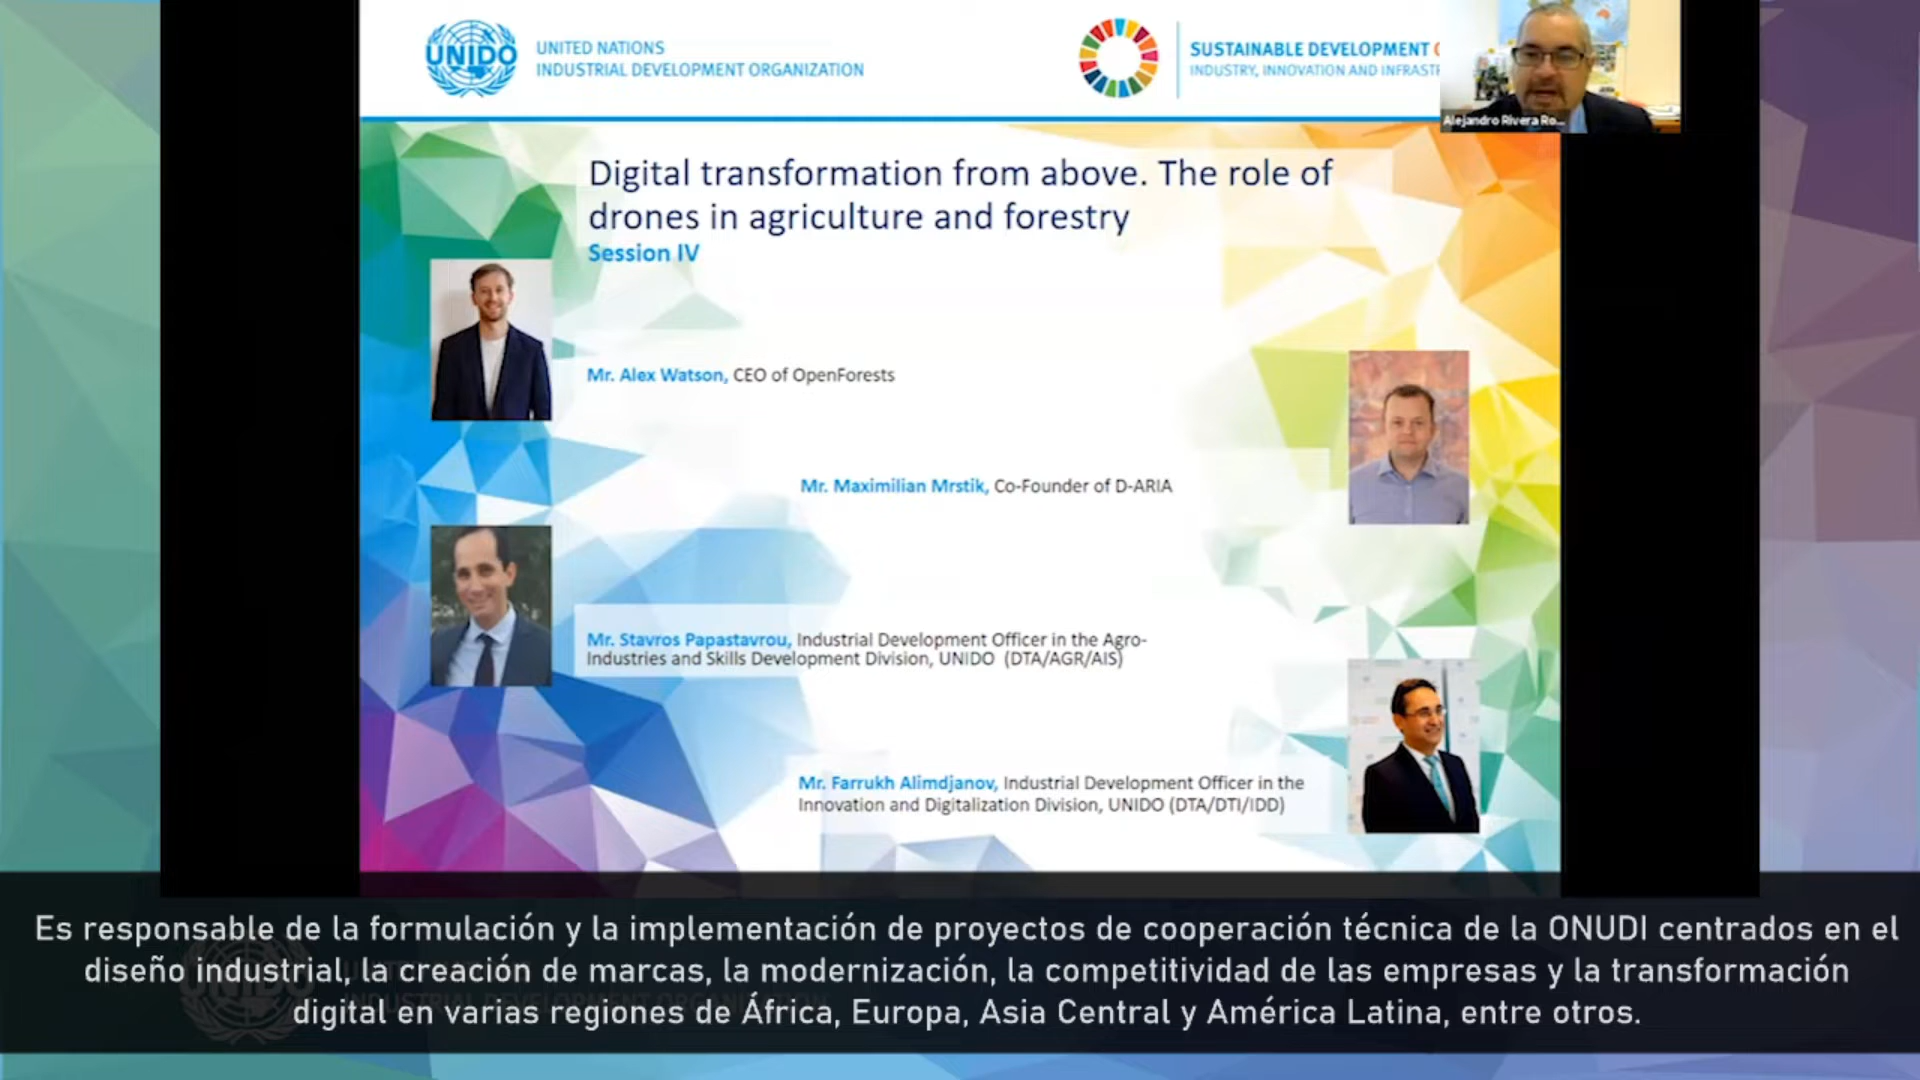 UNIDO
UNITED NATIONS
INDUSTRIAL DEVELOPMENT ORGANIZATION
SUSTAINABLE DEVELOPMENT
INDUSTRY, INNOVATION AND
Alejandro Rivera Ro...
Digital transformation from above. The role of
drones in agriculture and forestry
Session IV
Mr. Alex Watson, CEO of OpenForests
Mr. Maximilian Mrstik, Co-Founder of D-ARIA
Mr. Stavros Papastavrou, Industrial Development Officer in the Agro-
Industries and Skills Development Division, UNIDO (DTA/AGR/AIS)
Mr. Farrukh Alimdjanov, Industrial Development Officer in the
Innovation and Digitalization Division, UNIDO (DTA/DTI/IDD)
Es responsable de la formulación y la implementación de proyectos de cooperación técnica de la ONUDI centrados en el
diseño industrial, la creación de marcas, la modernización, la competitividad de las empresas y la transformación
digital en varias regiones de África, Europa, Asia Central y América Latina, entre otros.